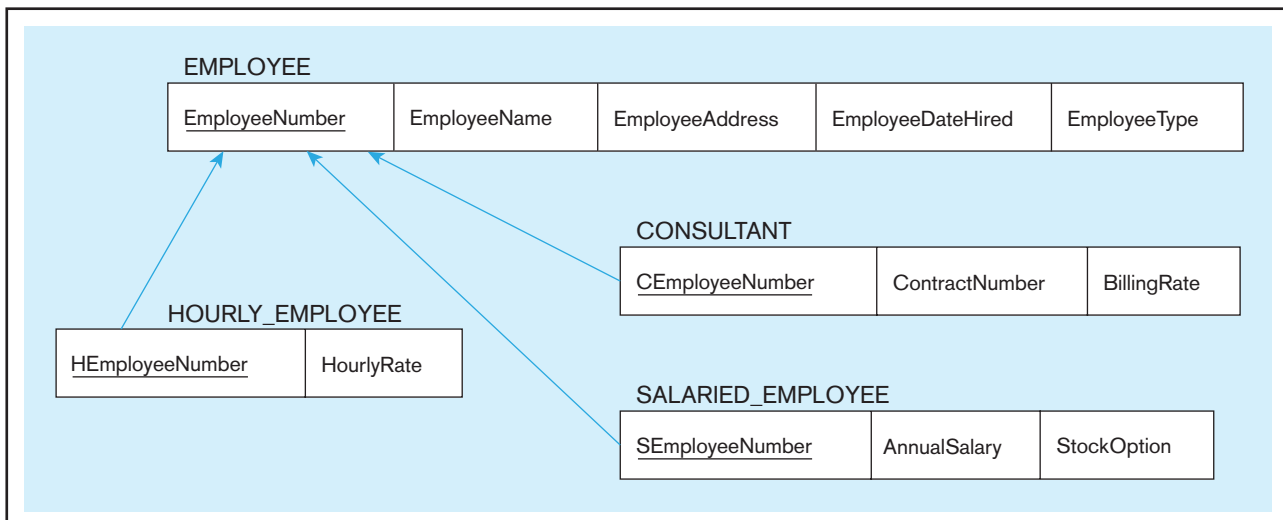 EMPLOYEE
EmployeeNumber EmployeeName EmployeeAddress EmployeeDateHired EmployeeType
CONSULTANT
CEmployeeNumber ContractNumber BillingRate
HOURLY_EMPLOYEE
HEmployeeNumber HourlyRate
SALARIED_EMPLOYEE
SEmployeeNumber AnnualSalary StockOption